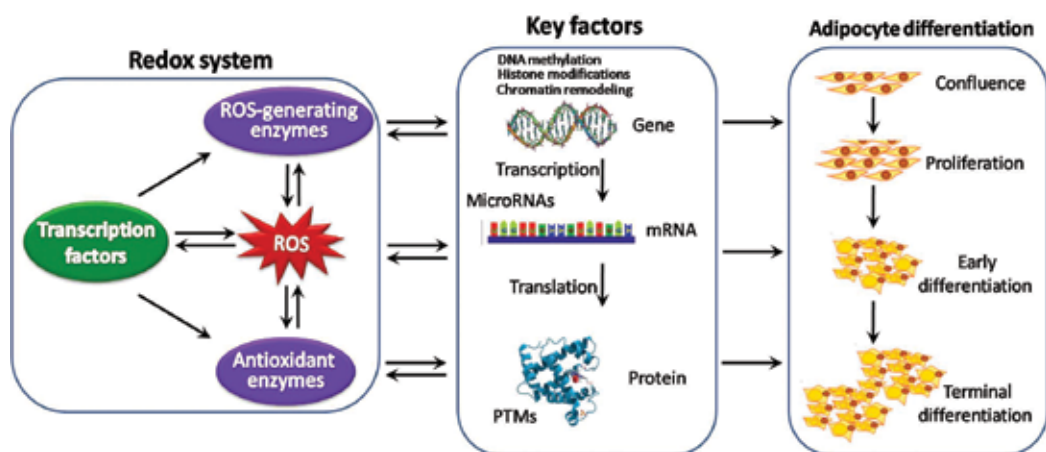 Redox system
ROS-generating
enzymes
Transcription
factors
ROS
Antioxidant
enzymes
Key factors
DNA methylation
Histone modifications
Chromatin remodeling
Gene
Transcription
MicroRNAs
mRNA
Translation
Protein
PTMs
Adipocyte differentiation
Confluence
Proliferation
Early
differentiation
Terminal
differentiation